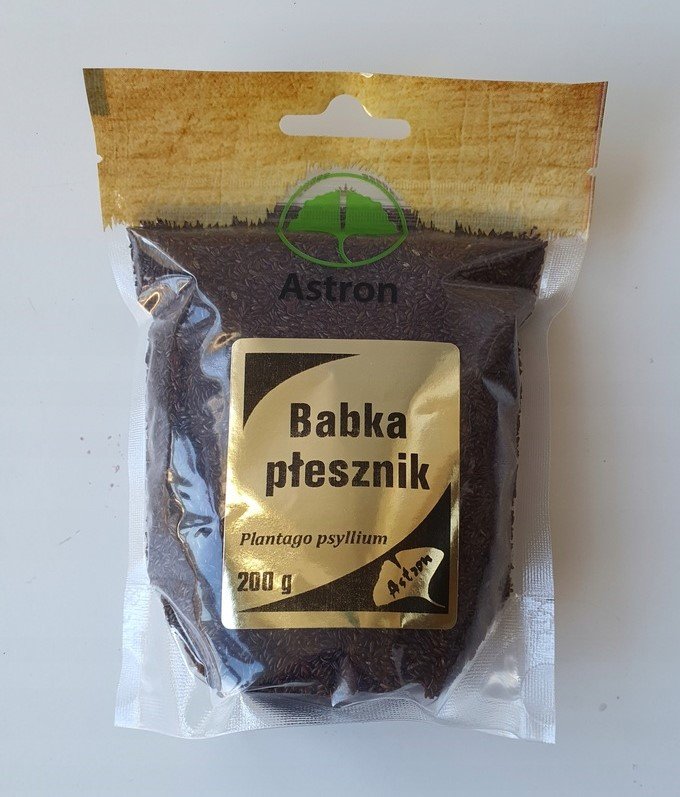 Astron
Babka
płesznik
Plantago psyllium
200 g
Astron